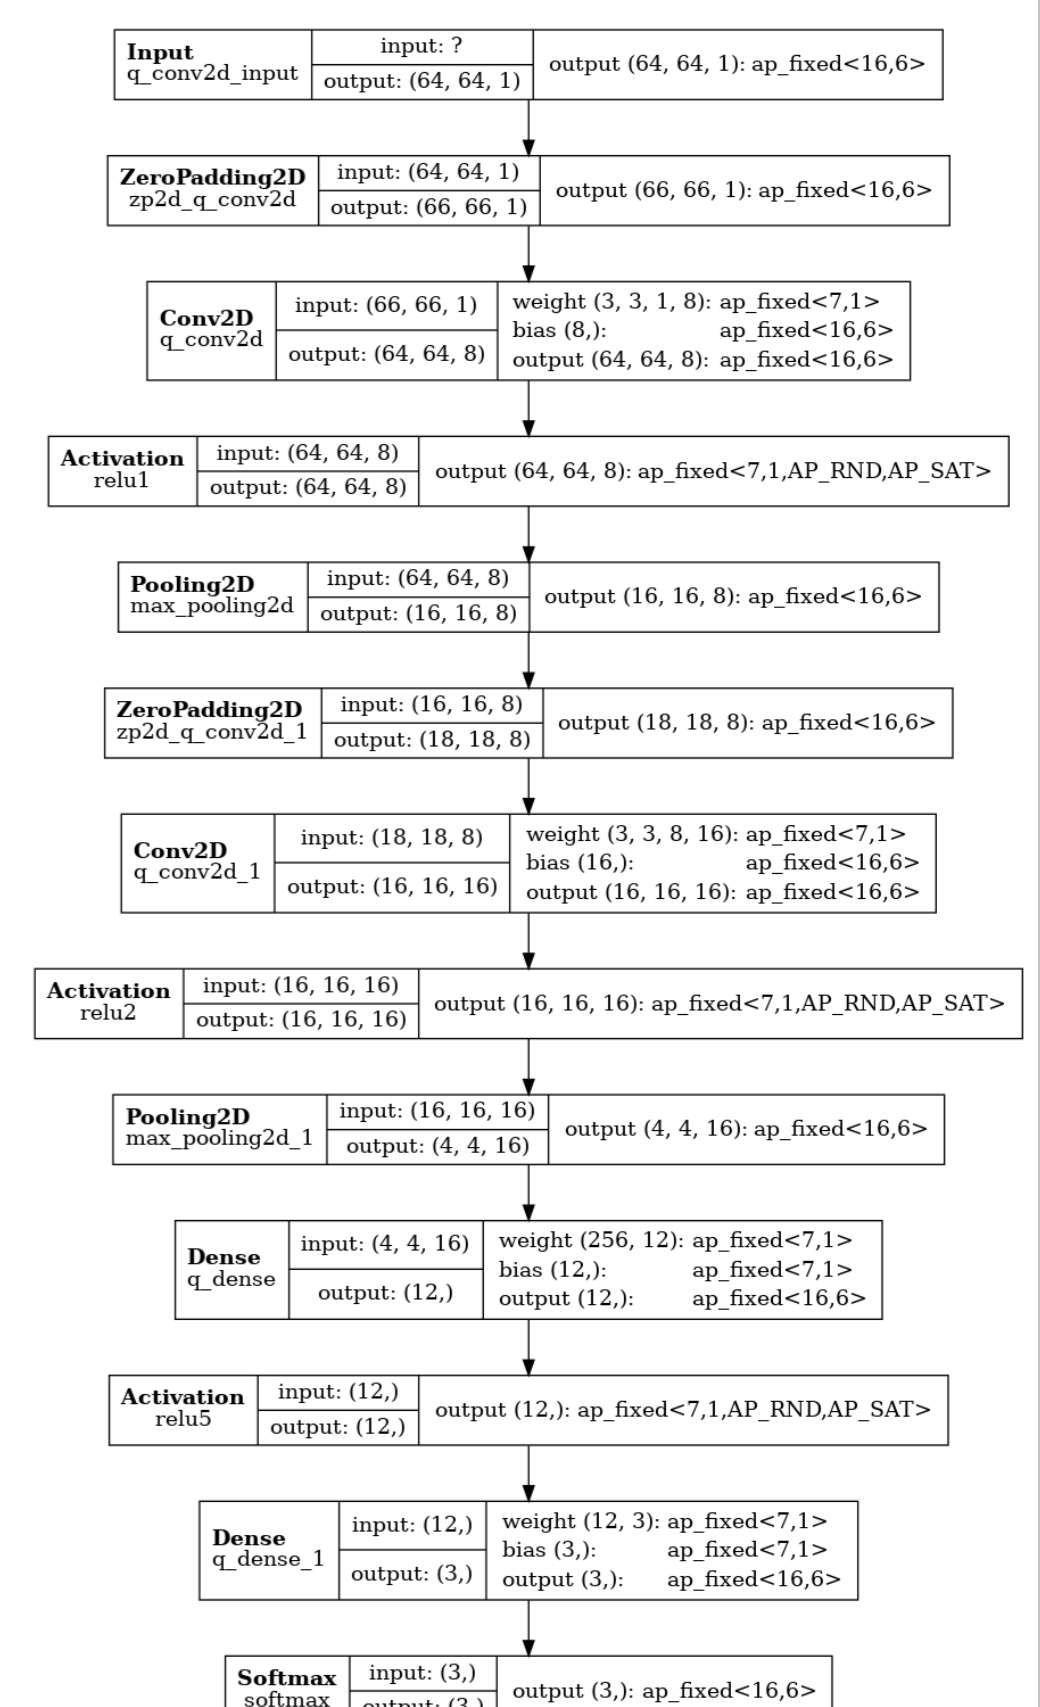 Input
q_conv2d_input
input: ?
output: (64, 64, 1)
output (64, 64, 1): ap_fixed<16,6>
ZeroPadding2D
zp2d_q_conv2d
input: (64, 64, 1)
output: (66, 66, 1)
output (66, 66, 1): ap_fixed<16,6>
Conv2D
q_conv2d
input: (66, 66, 1)
output: (64, 64, 8)
weight (3, 3, 1, 8): ap_fixed<7,1>
bias (8,): ap_fixed<16,6>
output (64, 64, 8): ap_fixed<16,6>
Activation
relu1
input: (64, 64, 8)
output: (64, 64, 8)
output (64, 64, 8): ap_fixed<7,1,AP_RND,AP_SAT>
Pooling2D
max_pooling2d
input: (64, 64, 8)
output: (16, 16, 8)
output (16, 16, 8): ap_fixed<16,6>
ZeroPadding2D
zp2d_q_conv2d_1
input: (16, 16, 8)
output: (18, 18, 8)
output (18, 18, 8): ap_fixed<16,6>
Conv2D
q_conv2d_1
input: (18, 18, 8)
output: (16, 16, 16)
weight (3, 3, 8, 16): ap_fixed<7,1>
bias (16,): ap_fixed<16,6>
output (16, 16, 16): ap_fixed<16,6>
Activation
relu2
input: (16, 16, 16)
output: (16, 16, 16)
output (16, 16, 16): ap_fixed<7,1,AP_RND,AP_SAT>
Pooling2D
max_pooling2d_1
input: (16, 16, 16)
output: (4, 4, 16)
output (4, 4, 16): ap_fixed<16,6>
Dense
q_dense
input: (4, 4, 16)
output: (12,)
weight (256, 12): ap_fixed<7,1>
bias (12,): ap_fixed<7,1>
output (12,): ap_fixed<16,6>
Activation
relu5
input: (12,)
output: (12,)
output (12,): ap_fixed<7,1,AP_RND,AP_SAT>
Dense
q_dense_1
input: (12,)
output: (3,)
weight (12, 3): ap_fixed<7,1>
bias (3,): ap_fixed<7,1>
output (3,): ap_fixed<16,6>
Softmax
softmax
input: (3,)
output: (3,)
output (3,): ap_fixed<16,6>